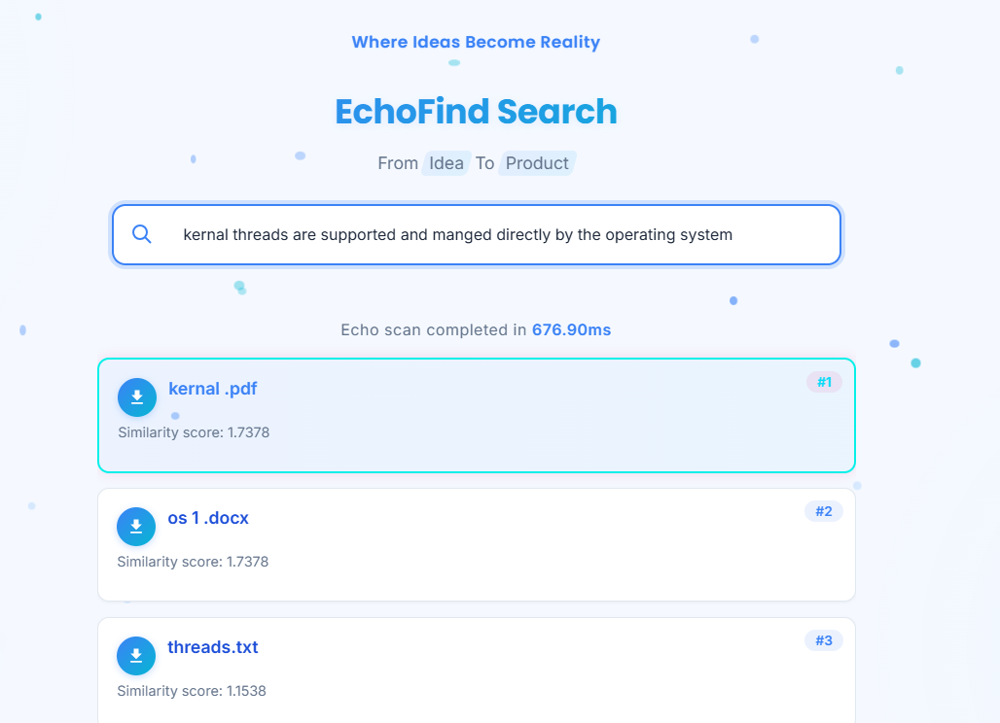 Where Ideas Become Reality
EchoFind Search
From Idea To Product
kernal threads are supported and manged directly by the operating system
Echo scan completed in 676.90ms
kernal .pdf
#1
Similarity score: 1.7378
os 1 .docx
#2
Similarity score: 1.7378
threads.txt
#3
Similarity score: 1.1538